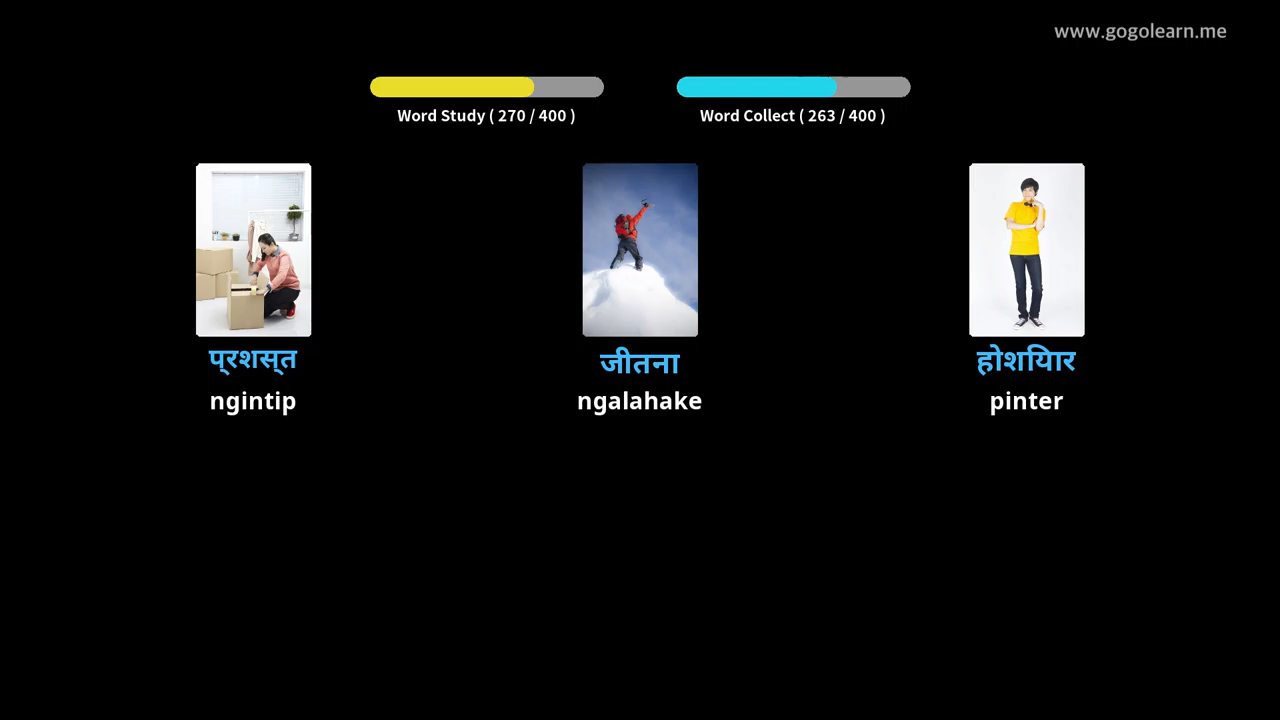 www.gogolearn.me
Word Study ( 270 / 400 )
Word Collect ( 263 / 400 )
प्रशस्त
जीतना
होशियार
ngintip
ngalahake
pinter